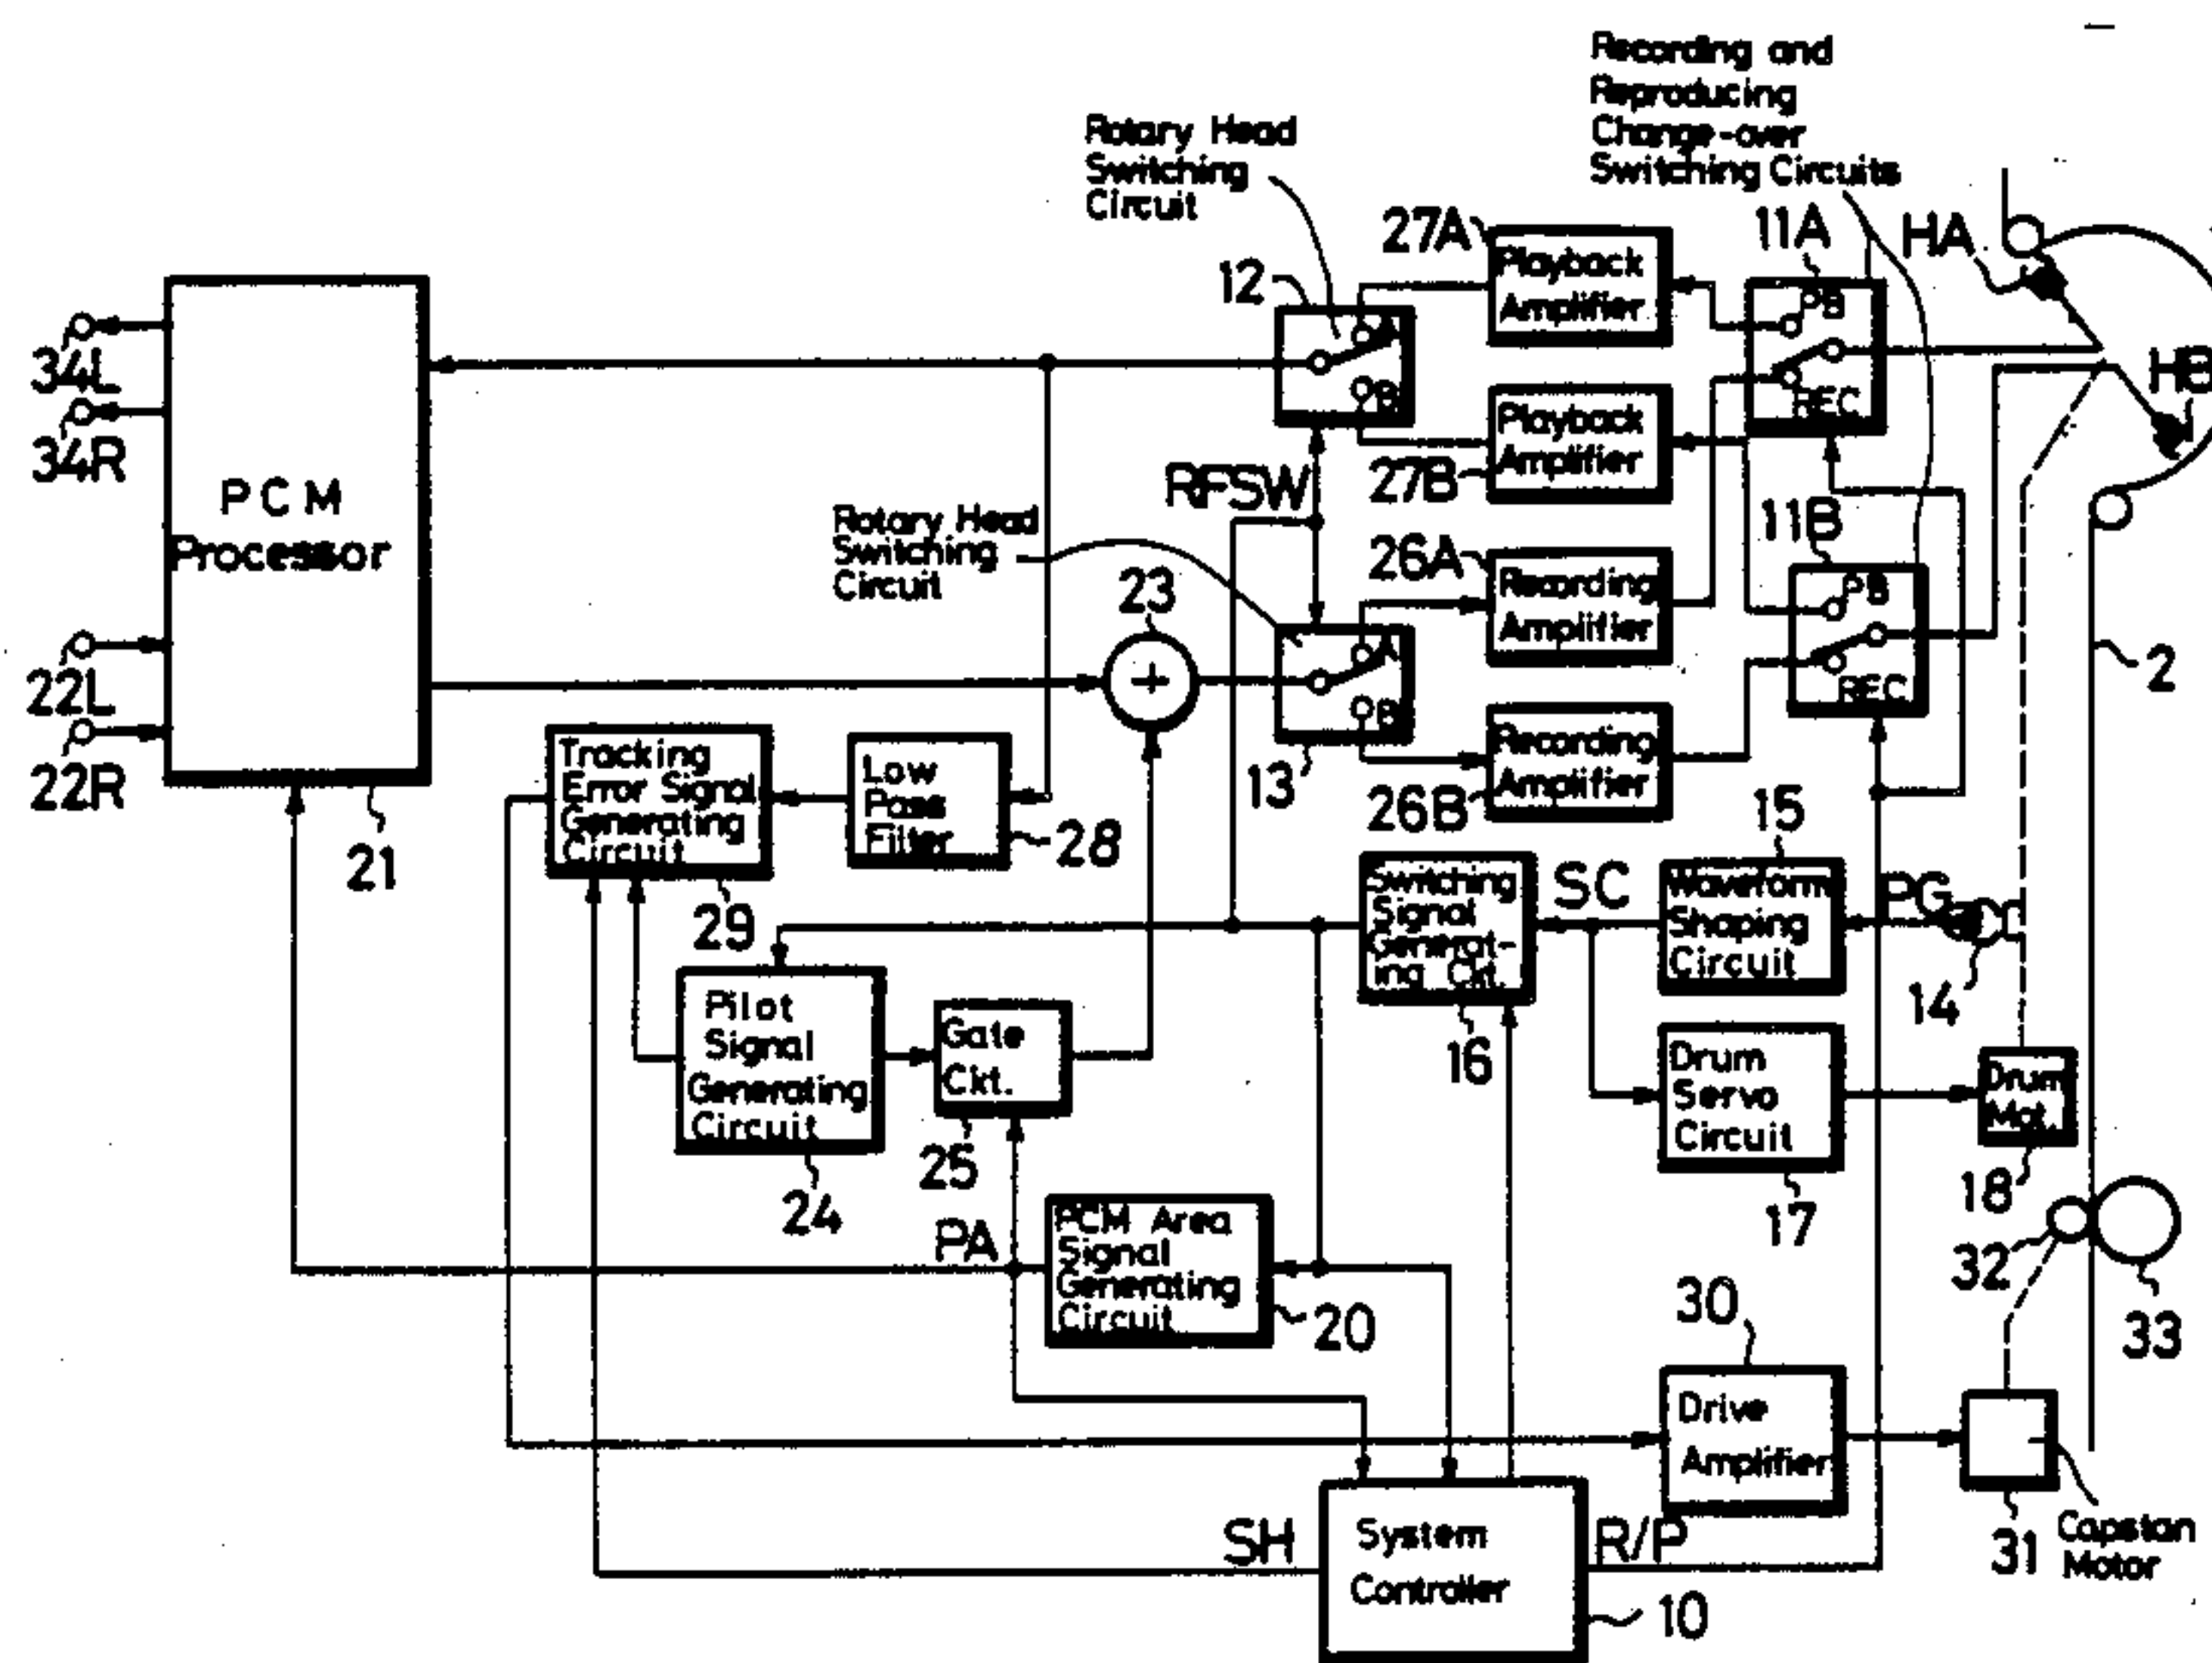 Recording and
Reproducing
Change-over
Switching Circuits
Rotary Head
Switching
Circuit
27A
11A
HA
12
Playback
Amplifier
PB
A
B
REC
HB
34L
34R
PCM
Processor
RFSW
27B
Playback
Amplifier
11B
Rotary Head
Switching
Circuit
23
26A
Recording
Amplifier
PB
REC
+
A
B
2
22L
22R
21
Tracking
Error Signal
Generating
Circuit
29
Low
Pass
Filter
28
13
26B
Recording
Amplifier
15
Switching
Signal
Generat-
ing Ckt.
16
SC
Waveform
Shaping
Circuit
PG
14
Pilot
Signal
Generating
Circuit
24
Gate
Ckt.
25
Drum
Servo
Circuit
17
Drum
Mot.
18
PA
PCM Area
Signal
Generating
Circuit
20
32
33
30
Drive
Amplifier
SH
System
Controller
R/P
10
31
Capstan
Motor